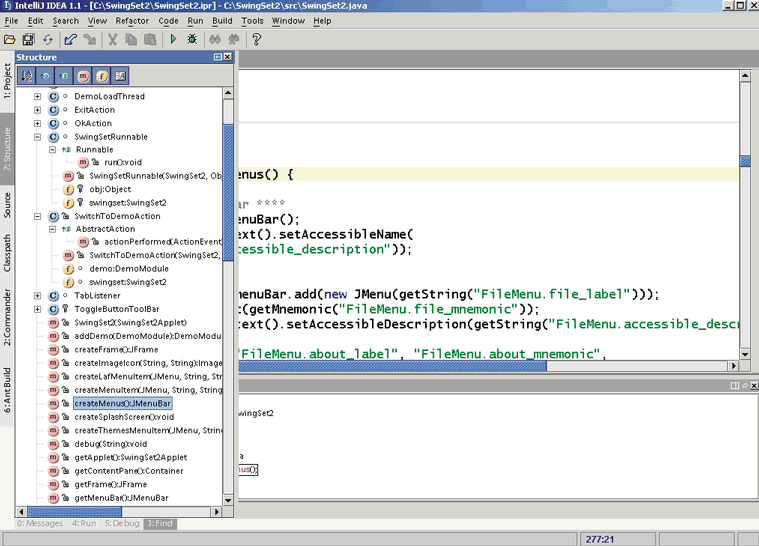 IntelliJ IDEA 1.1 - [C:\SwingSet2\SwingSet2.ipr] - C:\SwingSet2\src\SwingSet2.java
File Edit Search View Refactor Code Run Build Tools Window Help
Structure
1: Project
7: Structure
Source
Classpath
2: Commander
6: Ant Build
DemoLoadThread
ExitAction
OkAction
SwingSetRunnable
Runnable
run():void
SwingSetRunnable(SwingSet2, Ob
obj:Object
swingset:SwingSet2
SwitchToDemoAction
AbstractAction
actionPerformed(ActionEvent)
SwitchToDemoAction(SwingSet2,
demo:DemoModule
swingset:SwingSet2
TabListener
ToggleButtonToolBar
SwingSet2(SwingSet2Applet)
addDemo(DemoModule):DemoModu
createFrame():JFrame
createImageIcon(String, String):Image
createLafMenuItem(JMenu, String, Str
createMenuItem(JMenu, String, String
createMenus():JMenuBar
createSplashScreen():void
createThemesMenuItem(JMenu, Strin
debug(String):void
getApplet():SwingSet2Applet
getContentPane():Container
getFrame():JFrame
getMenuBar():JMenuBar
enus() {
ar ****
enuBar();
ext().setAccessibleName(
cessible_description"));
menuBar.add(new JMenu(getString("FileMenu.file_label")));
c(getMnemonic("FileMenu.file_mnemonic"));
text().setAccessibleDescription(getString("FileMenu.accessible_desc
"FileMenu.about_label", "FileMenu.about_mnemonic",
wingSet2
a
nus();
0: Messages 4: Run 5: Debug 3: Find
277:21